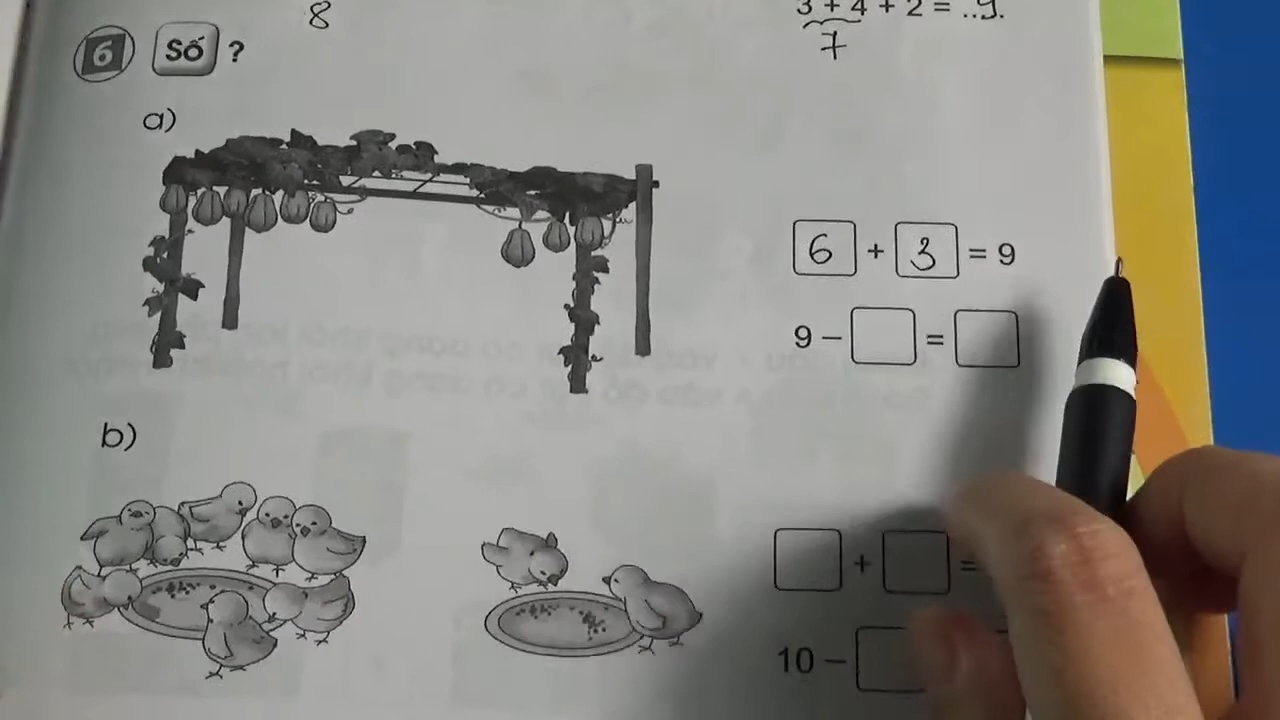 8
3 + 4 + 2 = ..9.
7
6 Số ?
a)
6 + 3 = 9
9 − =
b)
+ =
10 −